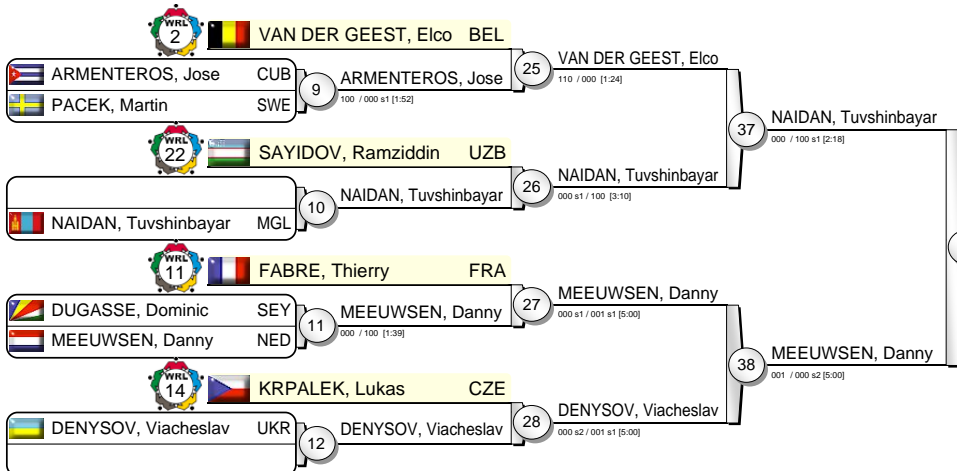 WRL
2
VAN DER GEEST, Elco BEL
ARMENTEROS, Jose CUB
PACEK, Martin SWE
9
ARMENTEROS, Jose
100 / 000 s1 [1:52]
25
VAN DER GEEST, Elco
110 / 000 [1:24]
WRL
22
SAYIDOV, Ramziddin UZB
NAIDAN, Tuvshinbayar MGL
10
NAIDAN, Tuvshinbayar
26
NAIDAN, Tuvshinbayar
000 s1 / 100 [3:10]
37
NAIDAN, Tuvshinbayar
000 / 100 s1 [2:18]
WRL
11
FABRE, Thierry FRA
DUGASSE, Dominic SEY
MEEUWSEN, Danny NED
11
MEEUWSEN, Danny
000 / 100 [1:39]
27
MEEUWSEN, Danny
000 s1 / 001 s1 [5:00]
WRL
14
KRPALEK, Lukas CZE
DENYSOV, Viacheslav UKR
12
DENYSOV, Viacheslav
28
DENYSOV, Viacheslav
000 s2 / 001 s1 [5:00]
38
MEEUWSEN, Danny
001 / 000 s2 [5:00]